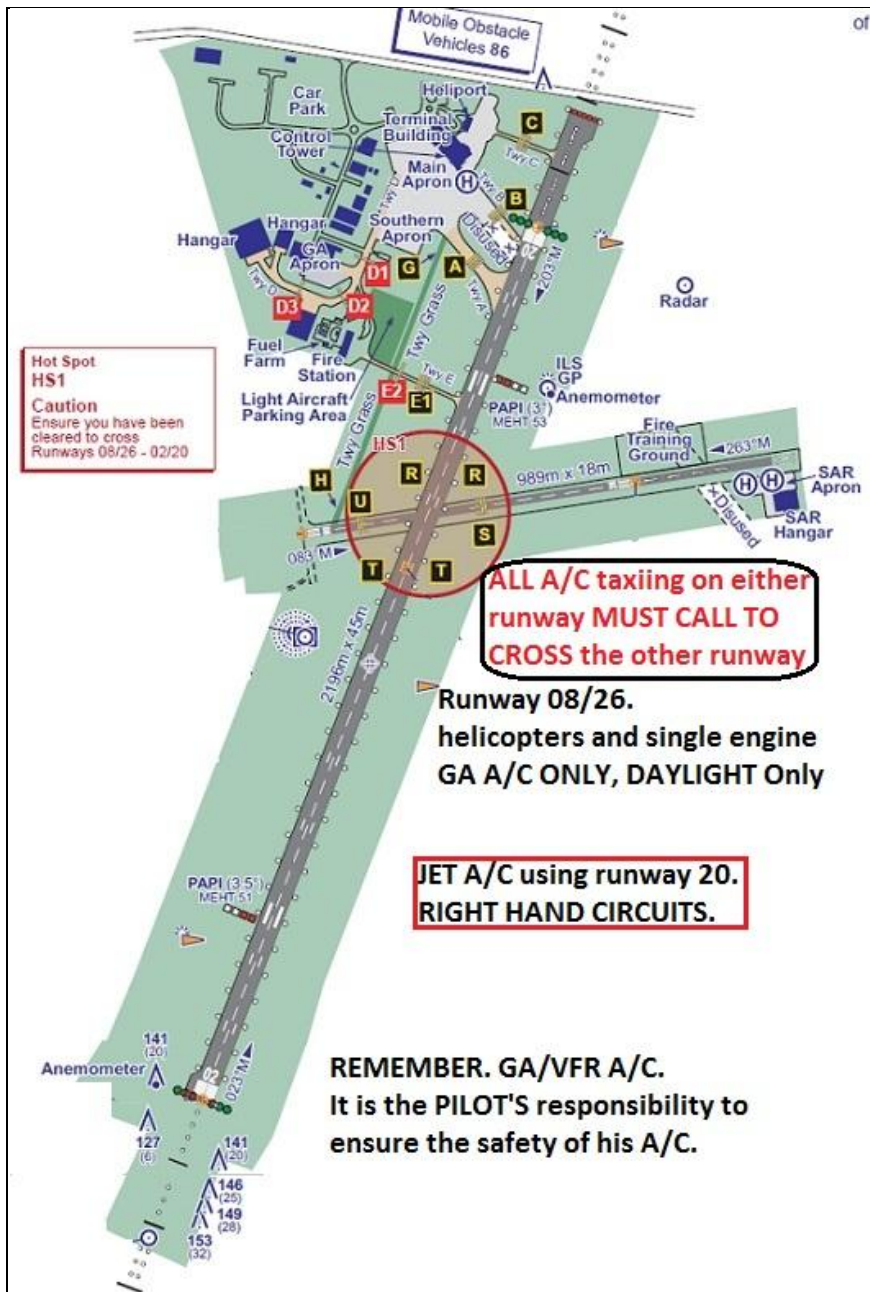 Mobile Obstacle
Vehicles 86
of
Heliport
Car
Park
Terminal
Building
C
Twy C
Control
Tower
Main
Apron
H
Twy B
B
Disused
Twy D
Hangar
Hangar
GA
Apron
Southern
Apron
D1
G
A
Twy A
02
203°M
Twy D
D3
D2
Radar
Fuel
Farm
Fire
Station
Twy Grass
Light Aircraft
Parking Area
E2
E1
Twy E
PAPI (3°)
MEHT 53
ILS
GP
Anemometer
Hot Spot
HS1
Caution
Ensure you have been
cleared to cross
Runways 08/26 - 02/20
HS1
Twy Grass
H
U
R
R
S
T
T
989m x 18m
Fire
Training
Ground
263°M
H
H
SAR
Apron
Disused
SAR
Hangar
083°M
ALL A/C taxiing on either
runway MUST CALL TO
CROSS the other runway
2196m x 45m
Runway 08/26.
helicopters and single engine
GA A/C ONLY, DAYLIGHT Only
JET A/C using runway 20.
RIGHT HAND CIRCUITS.
PAPI (3.5°)
MEHT 51
REMEMBER. GA/VFR A/C.
It is the PILOT'S responsibility to
ensure the safety of his A/C.
141
(20)
Anemometer
02
023°M
127
(6)
141
(20)
146
(25)
149
(28)
153
(32)